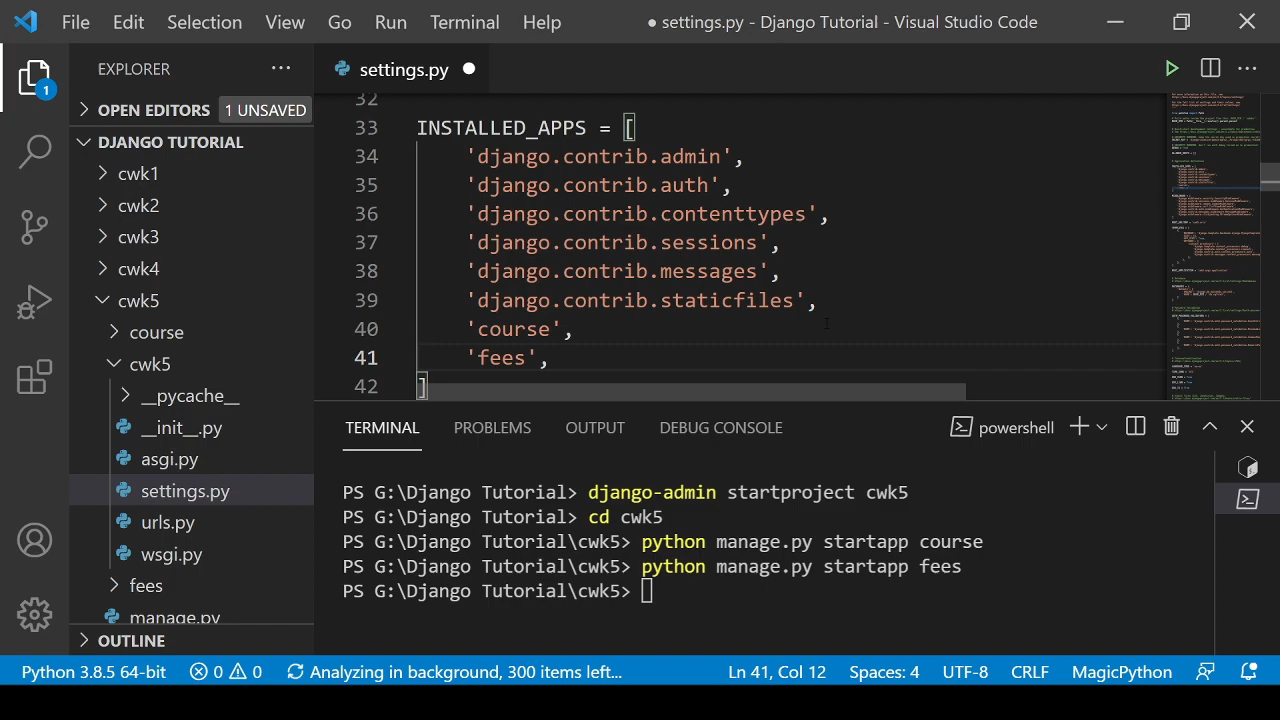 File Edit Selection View Go Run Terminal Help ● settings.py - Django Tutorial - Visual Studio Code
EXPLORER
settings.py
OPEN EDITORS 1 UNSAVED
DJANGO TUTORIAL
cwk1
cwk2
cwk3
cwk4
cwk5
course
cwk5
__pycache__
__init__.py
asgi.py
settings.py
urls.py
wsgi.py
fees
manage.py
OUTLINE
1
32
33 INSTALLED_APPS = [
34 'django.contrib.admin',
35 'django.contrib.auth',
36 'django.contrib.contenttypes',
37 'django.contrib.sessions',
38 'django.contrib.messages',
39 'django.contrib.staticfiles',
40 'course',
41 'fees',
42 ]
TERMINAL PROBLEMS OUTPUT DEBUG CONSOLE powershell
PS G:\Django Tutorial> django-admin startproject cwk5
PS G:\Django Tutorial> cd cwk5
PS G:\Django Tutorial\cwk5> python manage.py startapp course
PS G:\Django Tutorial\cwk5> python manage.py startapp fees
PS G:\Django Tutorial\cwk5>
Python 3.8.5 64-bit 0 0 Analyzing in background, 300 items left... Ln 41, Col 12 Spaces: 4 UTF-8 CRLF MagicPython